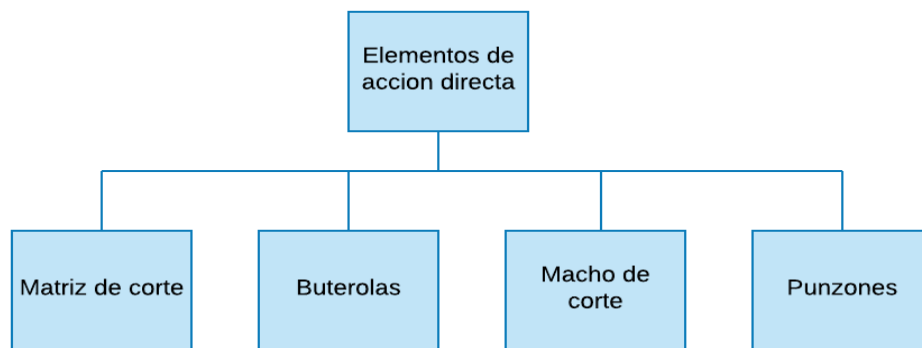 Elementos de
accion directa
Matriz de corte
Buterolas
Macho de
corte
Punzones